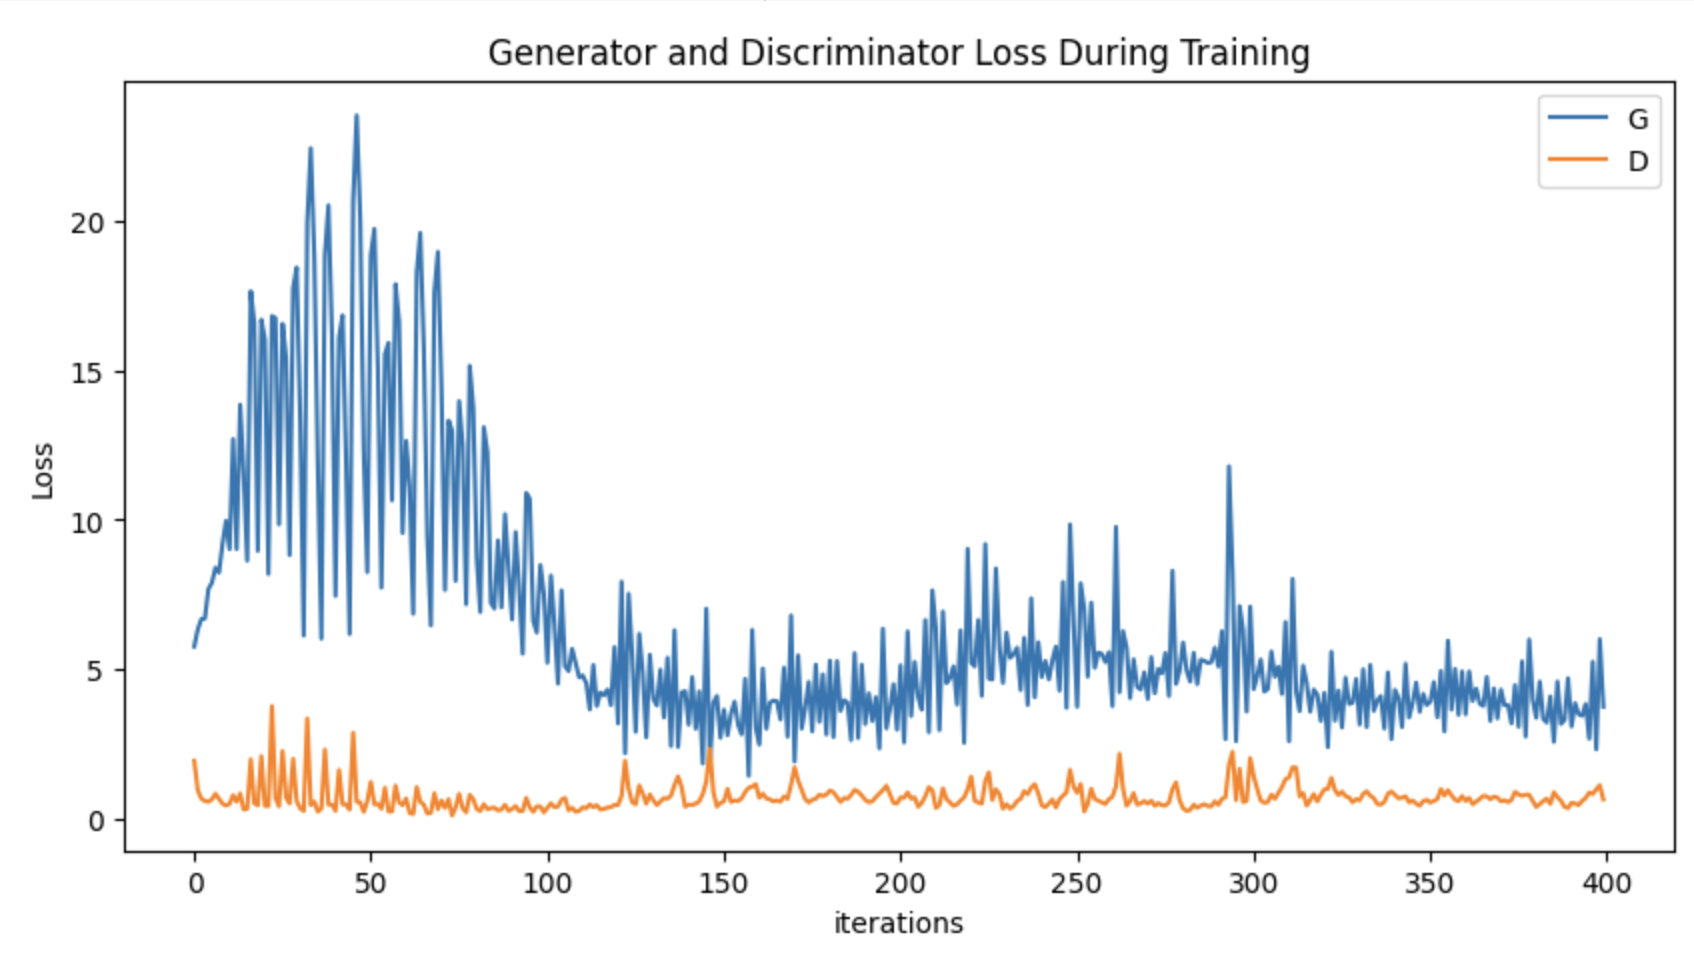 Generator and Discriminator Loss During Training
G
D
20
15
10
5
0
Loss
0 50 100 150 200 250 300 350 400
iterations